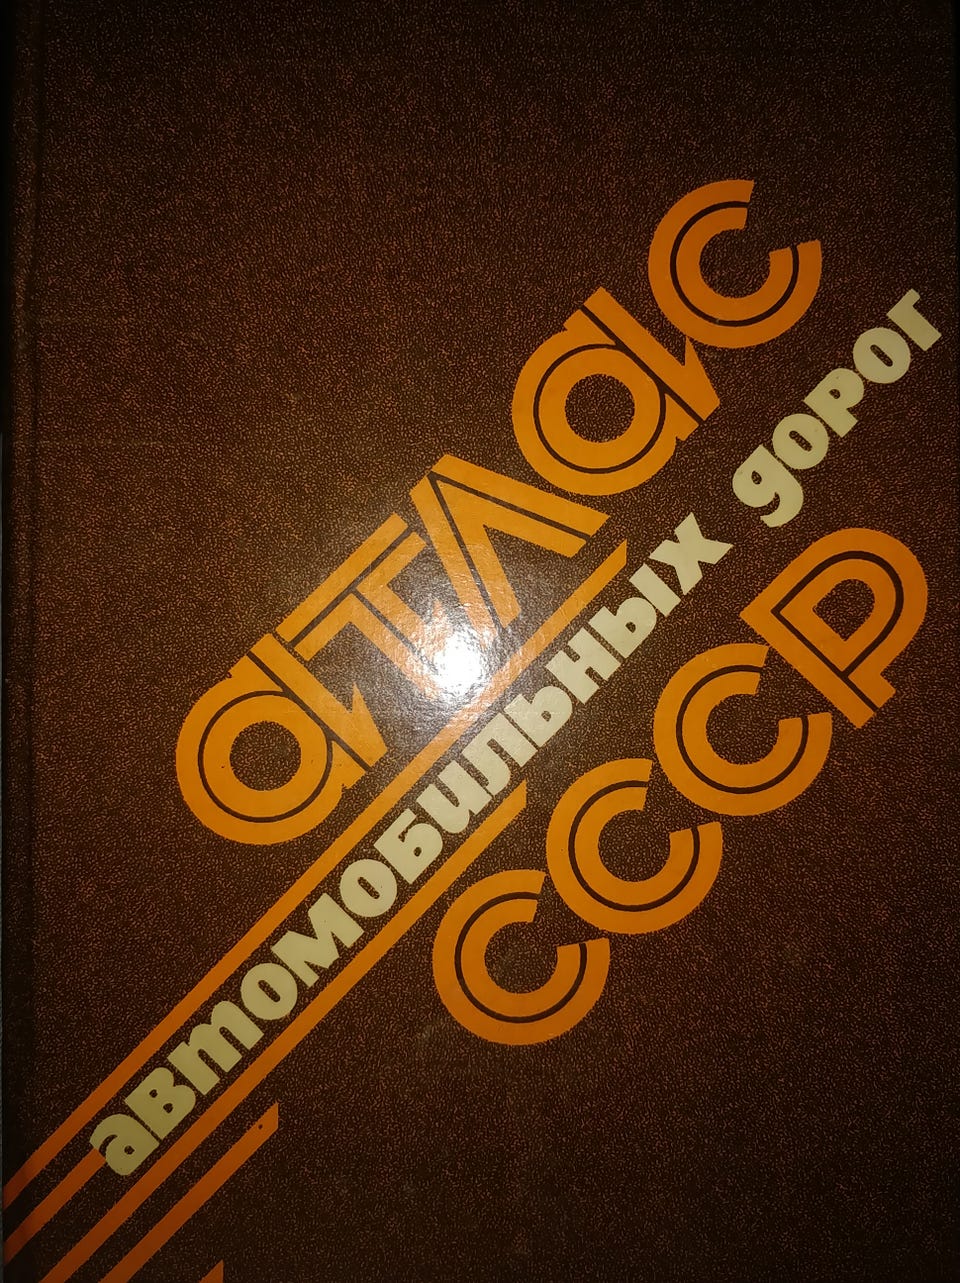 атлас
автомобильных дорог
СССР